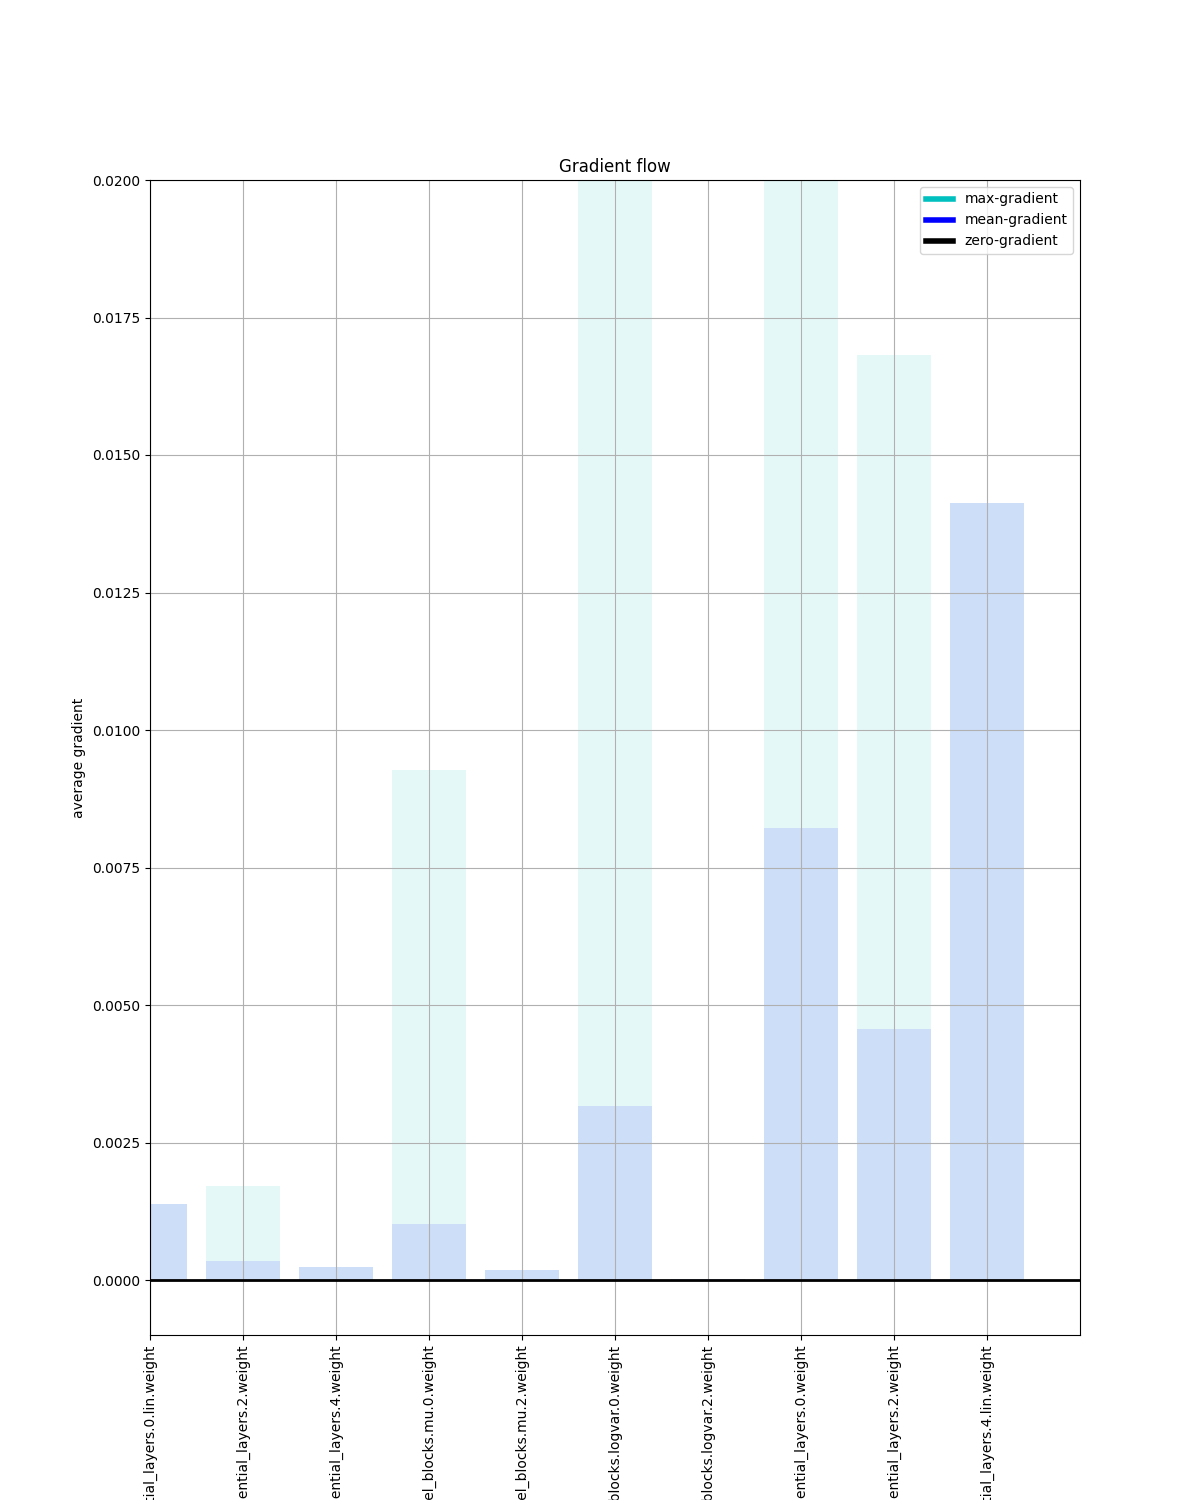 Gradient flow
max-gradient
mean-gradient
zero-gradient
0.0200
0.0175
0.0150
0.0125
0.0100
0.0075
0.0050
0.0025
0.0000
average gradient
tial_layers.0.lin.weight
ential_layers.2.weight
ential_layers.4.weight
el_blocks.mu.0.weight
el_blocks.mu.2.weight
blocks.logvar.0.weight
blocks.logvar.2.weight
ential_layers.0.weight
ential_layers.2.weight
tial_layers.4.lin.weight